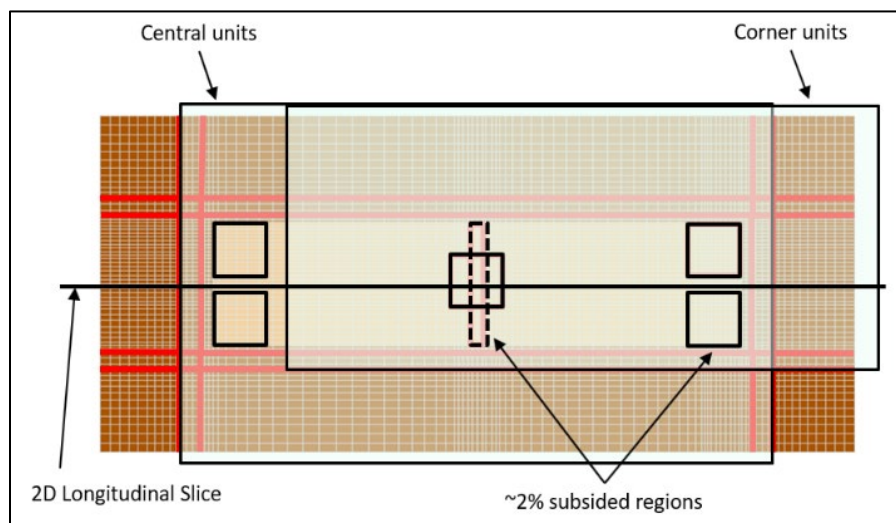 Central units
Corner units
2D Longitudinal Slice
~2% subsided regions